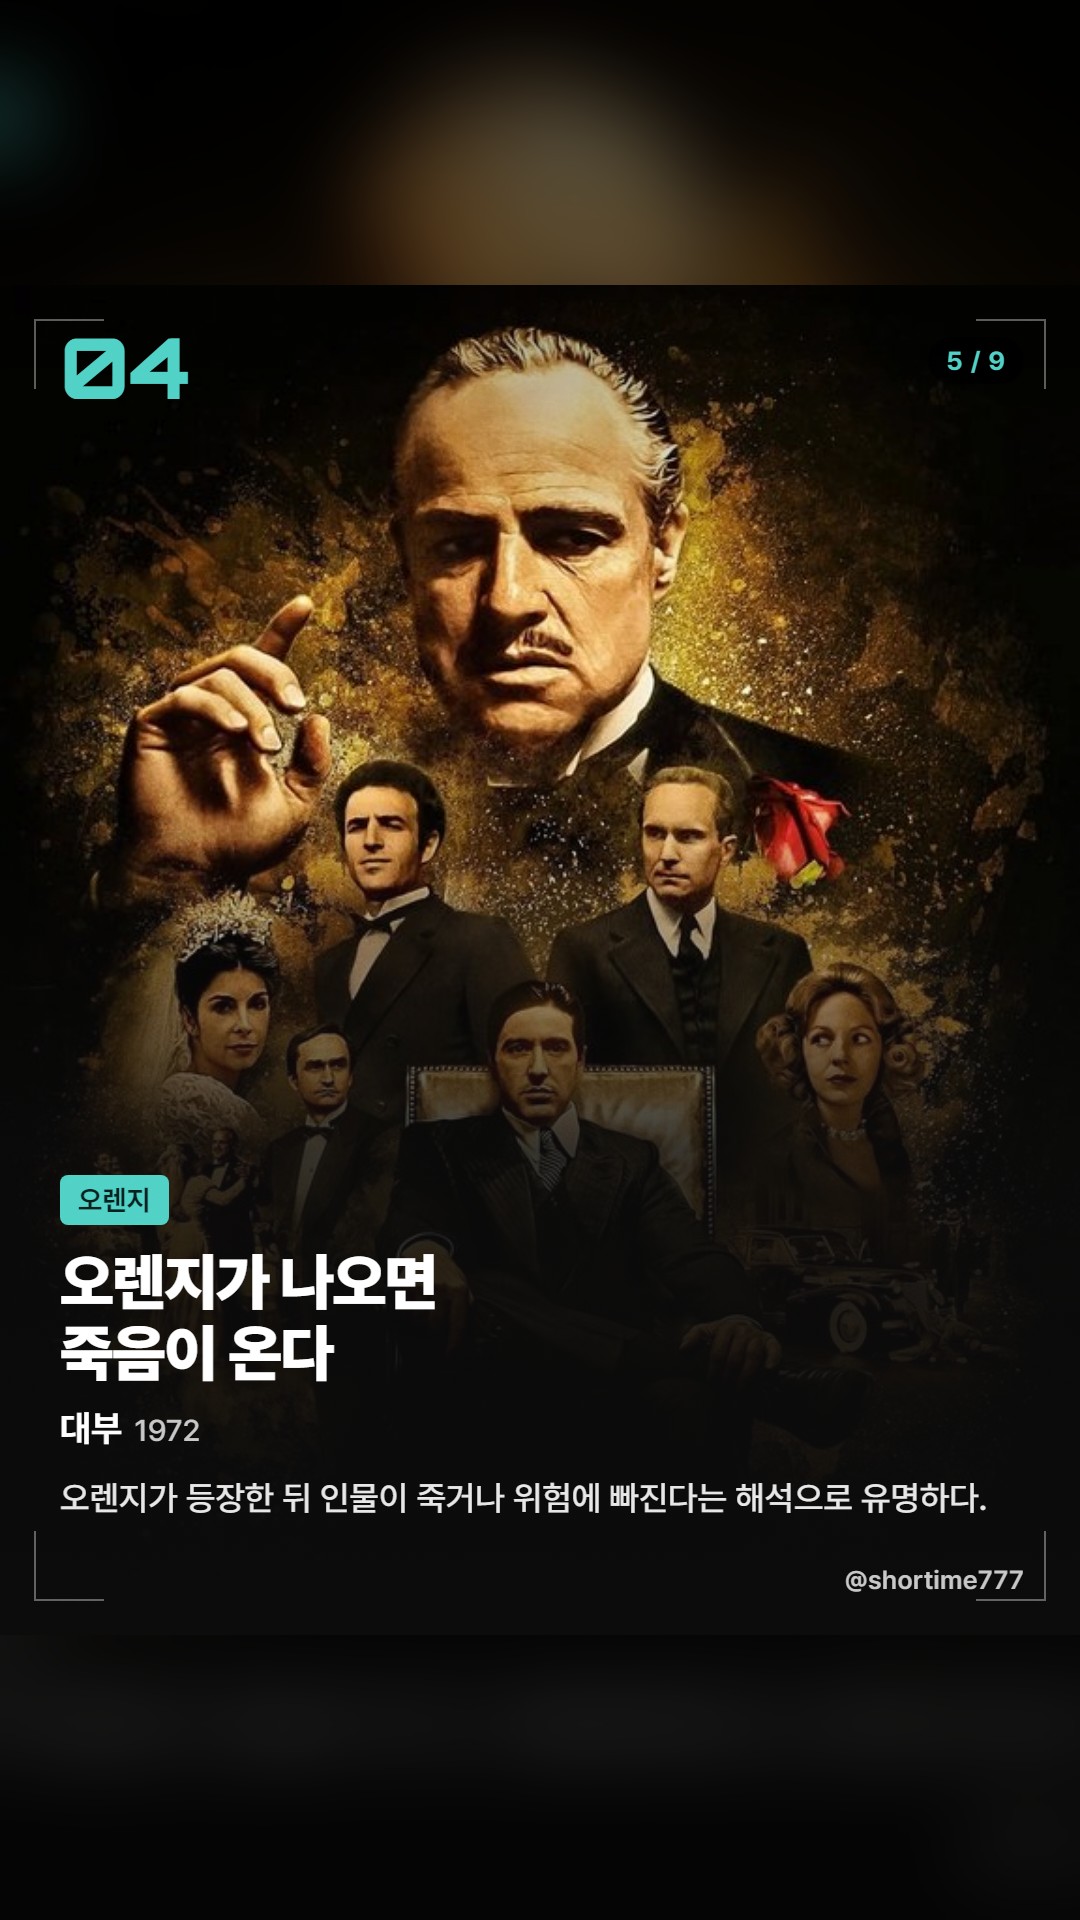 04
5 / 9
오렌지
오렌지가 나오면
죽음이 온다
대부 1972
오렌지가 등장한 뒤 인물이 죽거나 위험에 빠진다는 해석으로 유명하다.
@shortime777